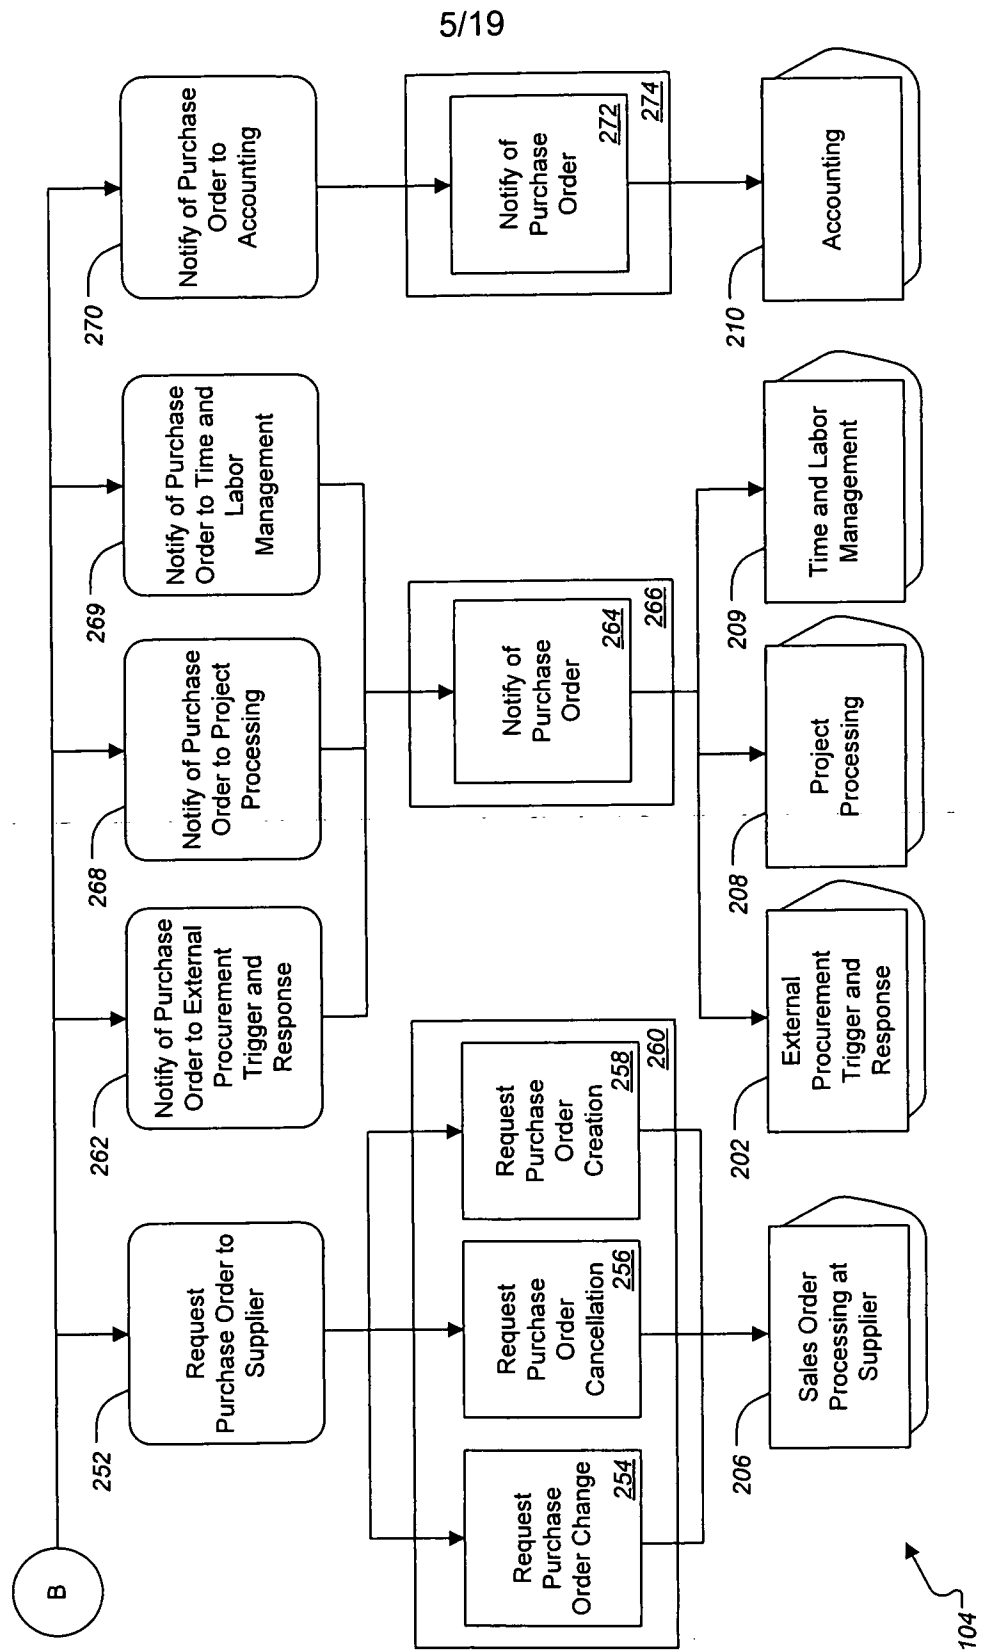 5/19
B
252
Request
Purchase Order to
Supplier
262
Notify of Purchase
Order to External
Procurement
Trigger and
Response
268
Notify of Purchase
Order to Project
Processing
269
Notify of Purchase
Order to Time and
Labor
Management
270
Notify of Purchase
Order to
Accounting
Request
Purchase
Order Change
254
Request
Purchase
Order
Cancellation
256
Request
Purchase
Order
Creation
258
260
Notify of
Purchase
Order
264
266
Notify of
Purchase
Order
272
274
206
Sales Order
Processing at
Supplier
202
External
Procurement
Trigger and
Response
208
Project
Processing
209
Time and Labor
Management
210
Accounting
104